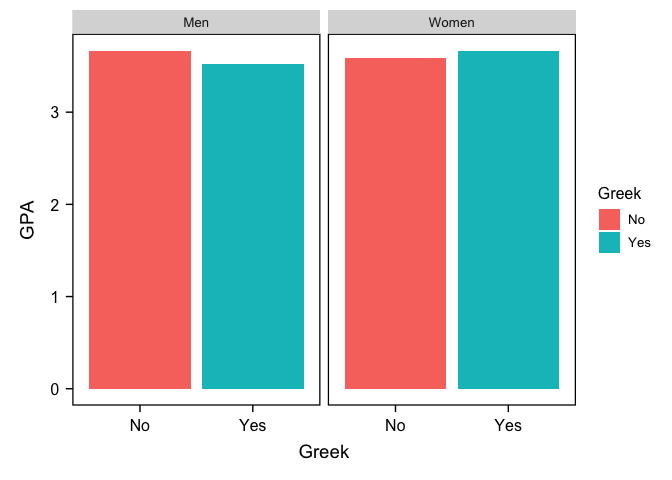 Men
Women
GPA
3
2
1
0
No
Yes
No
Yes
Greek
Greek
No
Yes